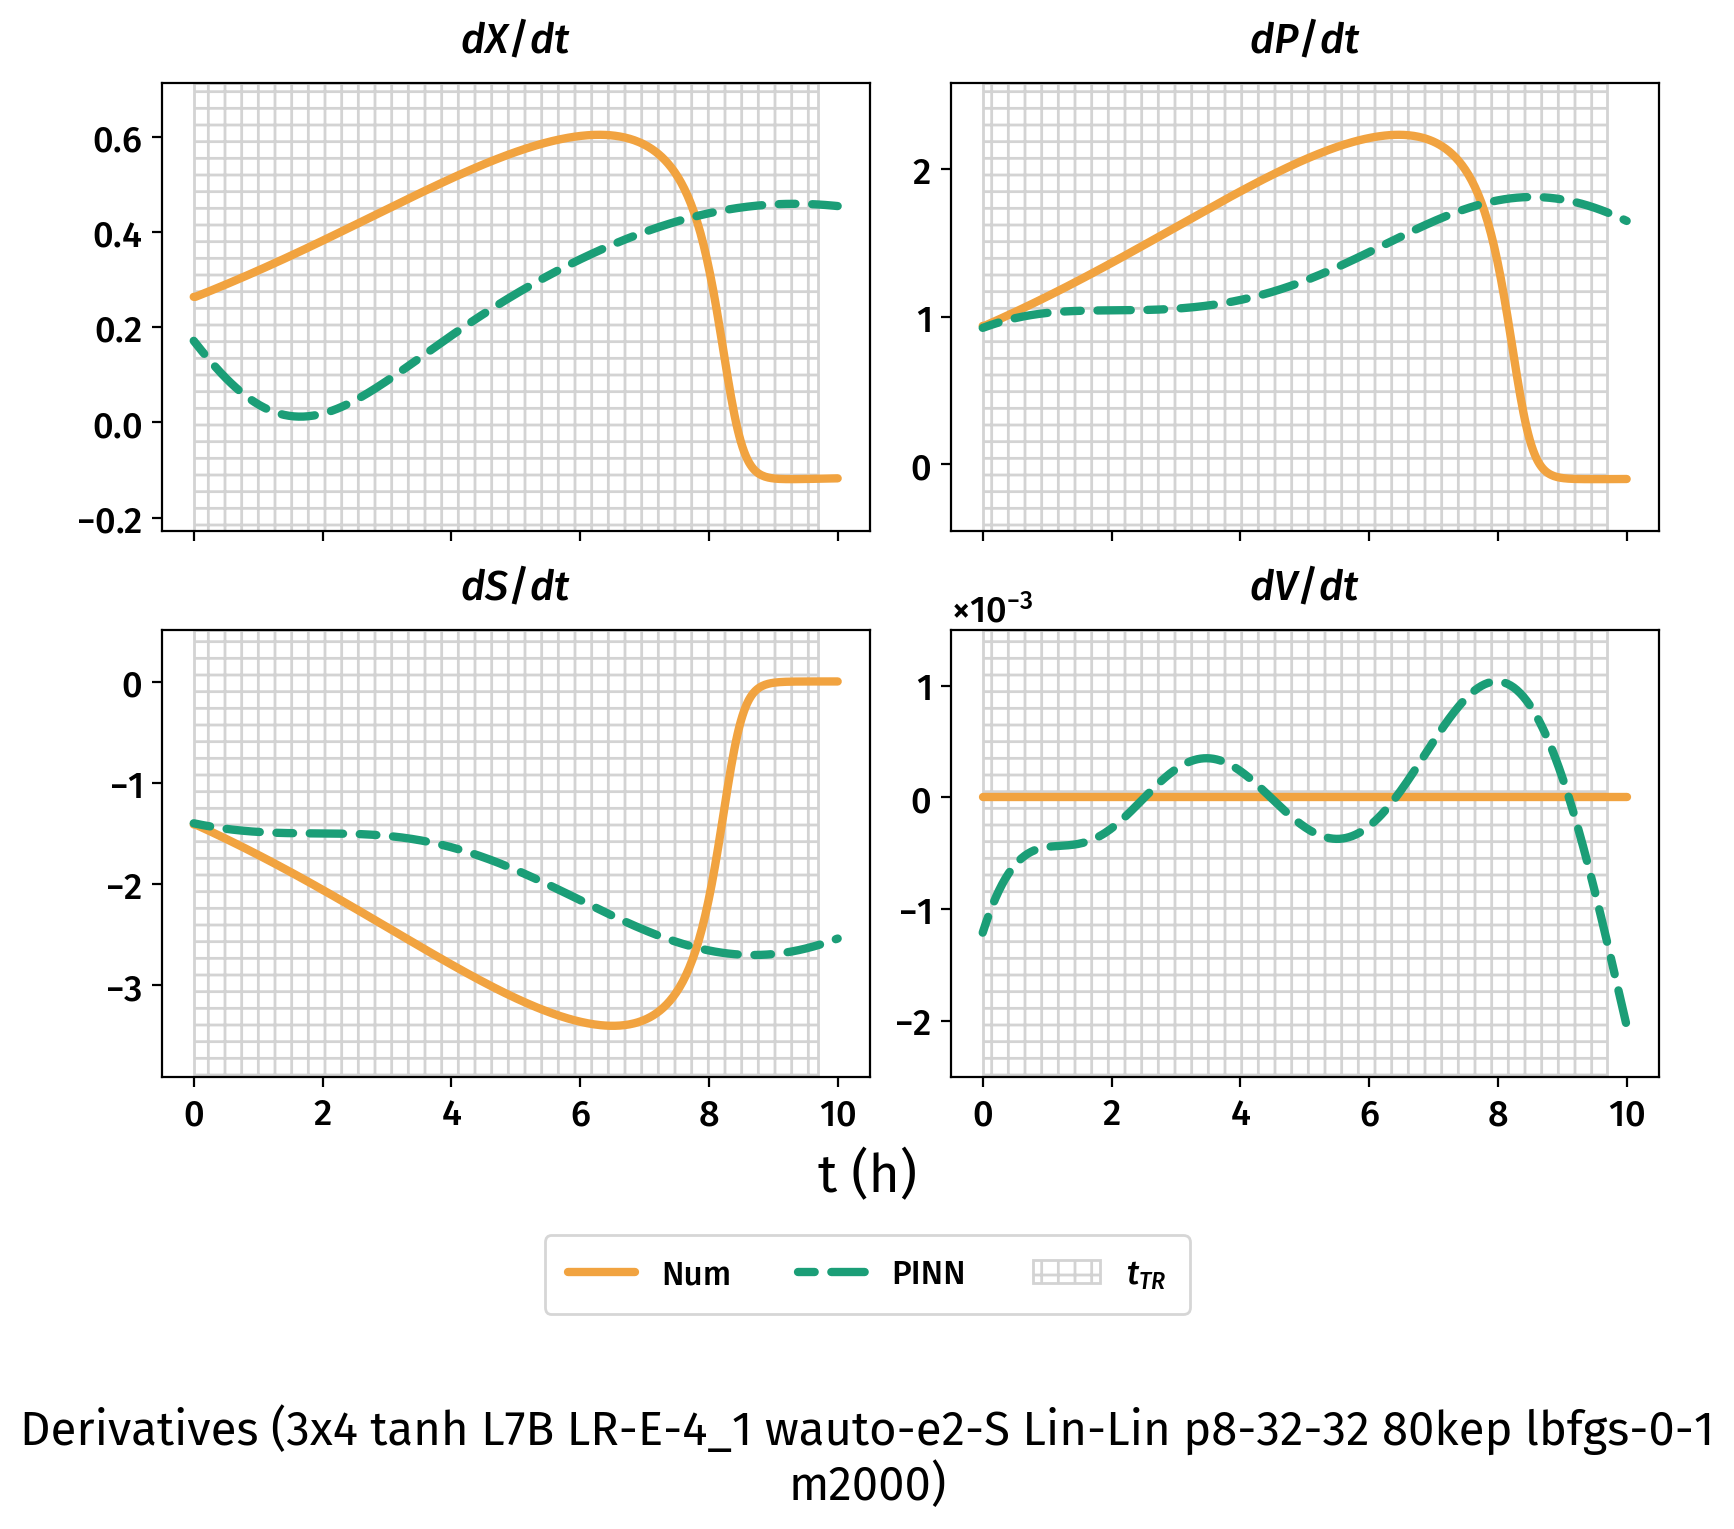 dX/dt
dP/dt
0.6
0.4
0.2
0.0
−0.2
2
1
0
dS/dt
dV/dt
×10⁻³
0
−1
−2
−3
1
0
−1
−2
0 2 4 6 8 10
0 2 4 6 8 10
t (h)
Num PINN t_TR
Derivatives (3x4 tanh L7B LR-E-4_1 wauto-e2-S Lin-Lin p8-32-32 80kep lbfgs-0-1
m2000)